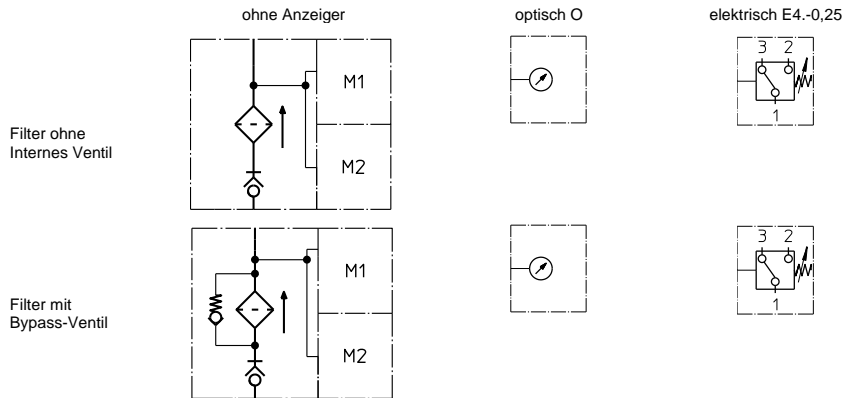 ohne Anzeiger optisch O elektrisch E4.-0,25
M1
3 2
Filter ohne
Internes Ventil
1
M2
M1
3 2
1
Filter mit
Bypass-Ventil
M2